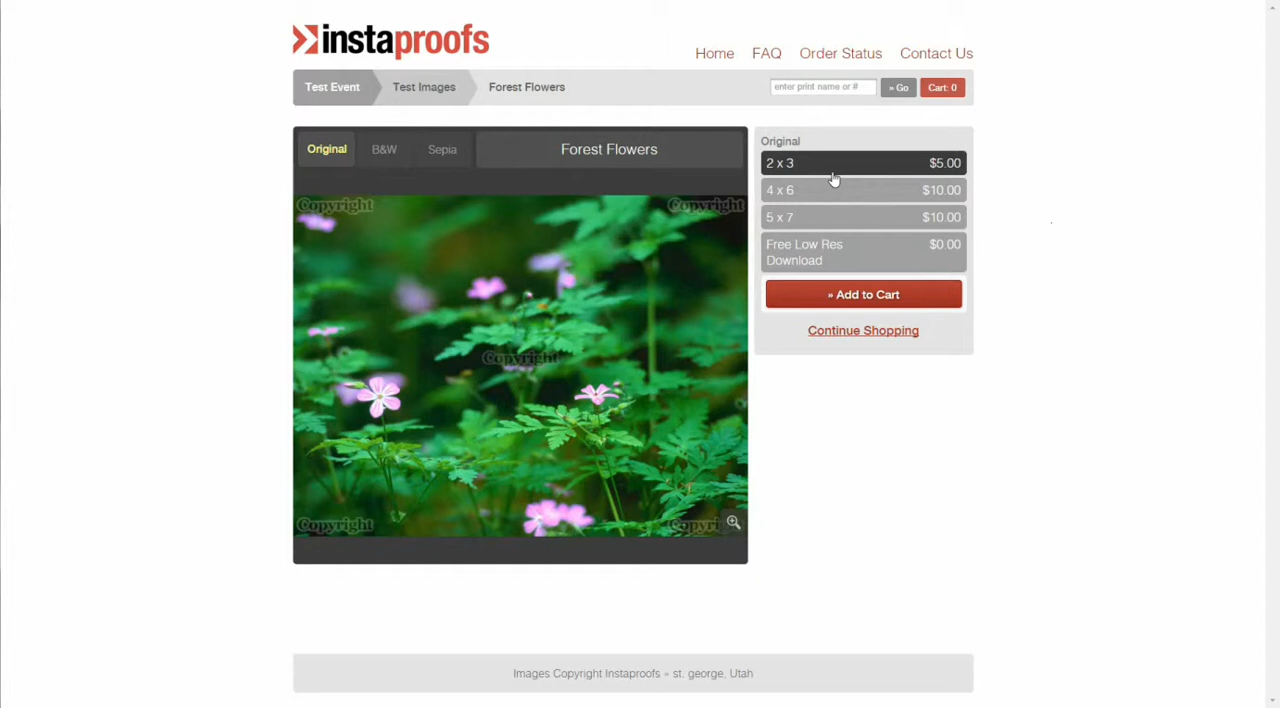 instaproofs
Home FAQ Order Status Contact Us
Test Event Test Images Forest Flowers enter print name or # » Go Cart: 0
Original B&W Sepia Forest Flowers
Copyright Copyright
Copyright
Copyright Copyri
Original
2 x 3 $5.00
4 x 6 $10.00
5 x 7 $10.00
Free Low Res $0.00
Download
» Add to Cart
Continue Shopping
Images Copyright Instaproofs » st. george, Utah